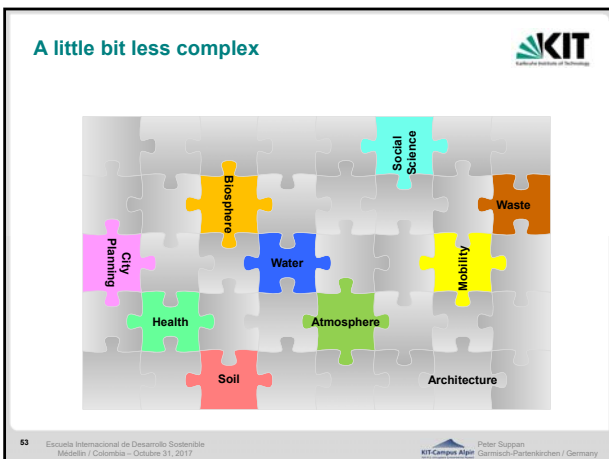 A little bit less complex
KIT
Karlsruhe Institute of Technology
Social
Science
Biosphere
Waste
City
Planning
Water
Mobility
Health
Atmosphere
Soil
Architecture
53
Escuela Internacional de Desarrollo Sostenible
Médellin / Colombia – Octubre 31, 2017
KIT-Campus Alpin
Peter Suppan
Garmisch-Partenkirchen / Germany